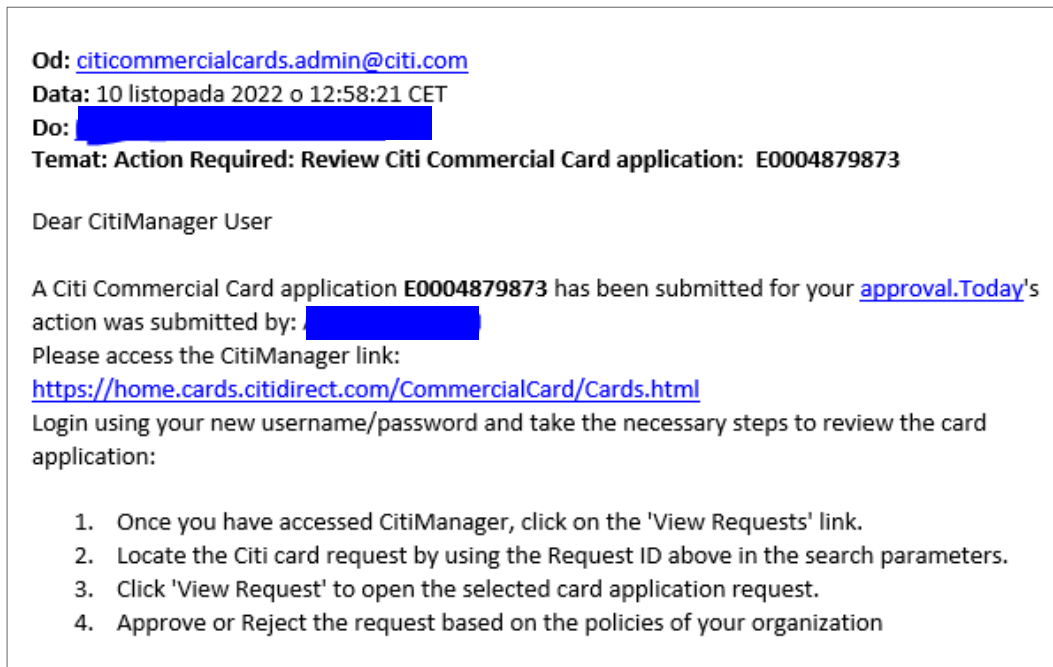 Od: citicommercialcards.admin@citi.com
Data: 10 listopada 2022 o 12:58:21 CET
Do:
Temat: Action Required: Review Citi Commercial Card application: E0004879873
Dear CitiManager User
A Citi Commercial Card application E0004879873 has been submitted for your approval.Today's
action was submitted by:
Please access the CitiManager link:
https://home.cards.citidirect.com/CommercialCard/Cards.html
Login using your new username/password and take the necessary steps to review the card
application:
1. Once you have accessed CitiManager, click on the 'View Requests' link.
2. Locate the Citi card request by using the Request ID above in the search parameters.
3. Click 'View Request' to open the selected card application request.
4. Approve or Reject the request based on the policies of your organization